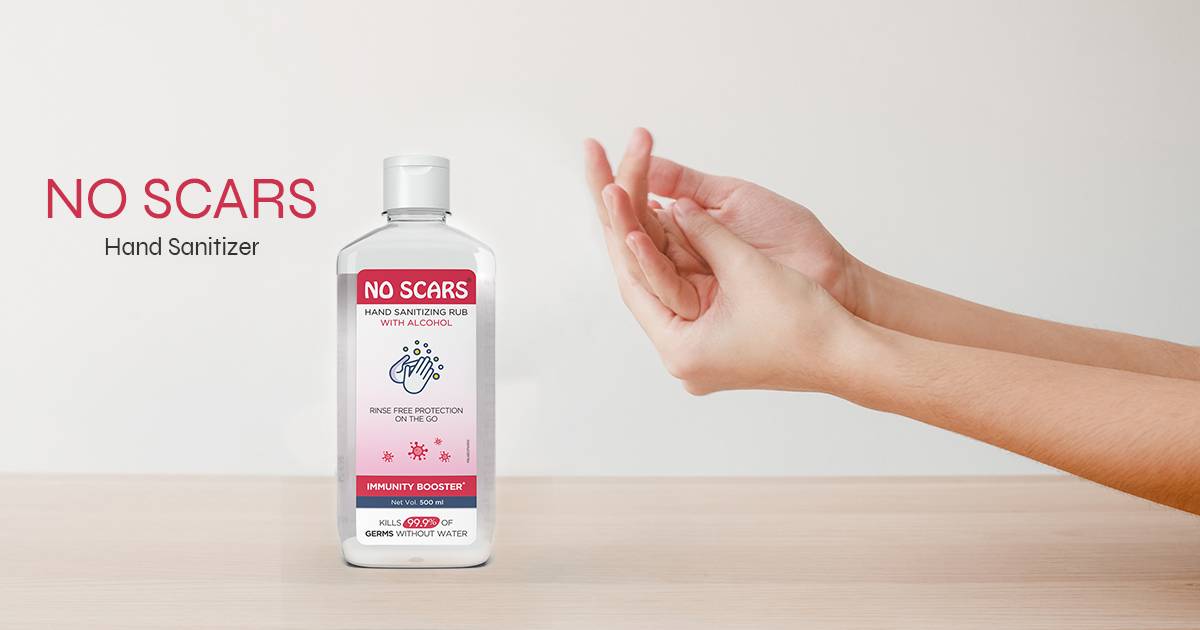 NO SCARS
Hand Sanitizer
NO SCARS®
HAND SANITIZING RUB
WITH ALCOHOL
RINSE FREE PROTECTION
ON THE GO
IMMUNITY BOOSTER*
Net Vol. 500 ml
KILLS 99.9% OF
GERMS WITHOUT WATER